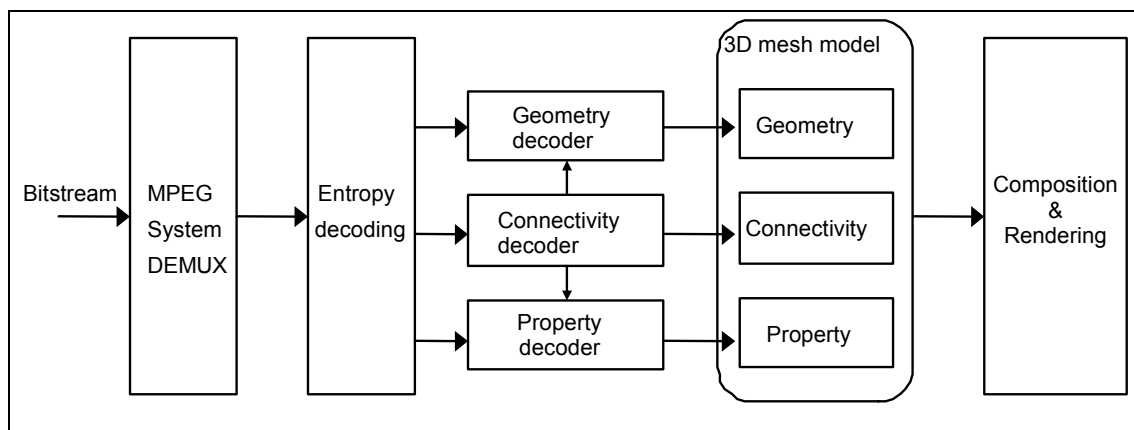 Bitstream
MPEG
System
DEMUX
Entropy
decoding
Geometry
decoder
Connectivity
decoder
Property
decoder
3D mesh model
Geometry
Connectivity
Property
Composition
&
Rendering